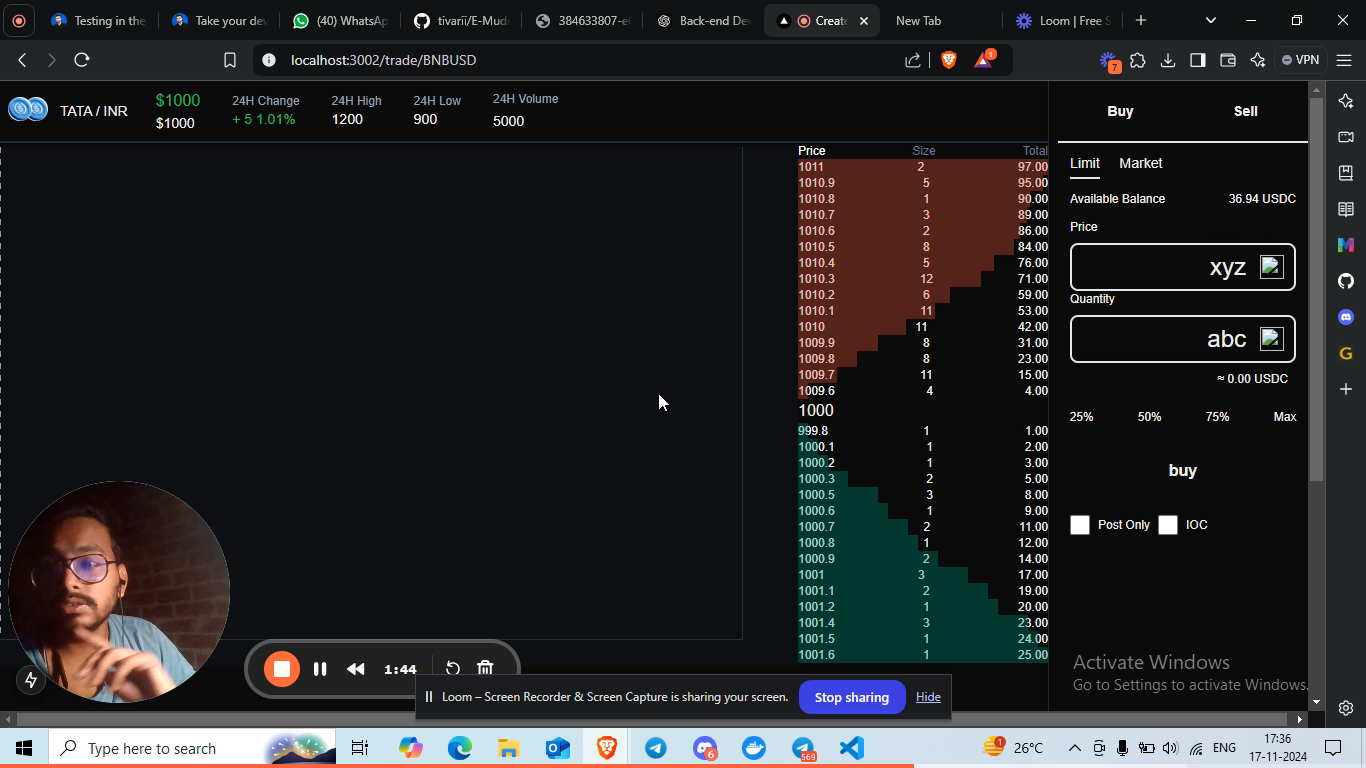 Testing in the
Take your dev
(40) WhatsAp
tivarii/E-Mudr
384633807-e
Back-end Dev
Create
New Tab
Loom | Free S
localhost:3002/trade/BNBUSD
1
7
VPN
TATA / INR
$1000
$1000
24H Change
+ 5 1.01%
24H High
1200
24H Low
900
24H Volume
5000
Price Size Total
1011 2 97.00
1010.9 5 95.00
1010.8 1 90.00
1010.7 3 89.00
1010.6 2 86.00
1010.5 8 84.00
1010.4 5 76.00
1010.3 12 71.00
1010.2 6 59.00
1010.1 11 53.00
1010 11 42.00
1009.9 8 31.00
1009.8 8 23.00
1009.7 11 15.00
1009.6 4 4.00
1000
999.8 1 1.00
1000.1 1 2.00
1000.2 1 3.00
1000.3 2 5.00
1000.5 3 8.00
1000.6 1 9.00
1000.7 2 11.00
1000.8 1 12.00
1000.9 2 14.00
1001 3 17.00
1001.1 2 19.00
1001.2 1 20.00
1001.4 3 23.00
1001.5 1 24.00
1001.6 1 25.00
Buy Sell
Limit Market
Available Balance 36.94 USDC
Price
xyz
Quantity
abc
≈ 0.00 USDC
25% 50% 75% Max
buy
Post Only IOC
Activate Windows
Go to Settings to activate Windows.
1:44
Loom – Screen Recorder & Screen Capture is sharing your screen. Stop sharing Hide
Type here to search
6
569
1
26°C
ENG
17:36
17-11-2024